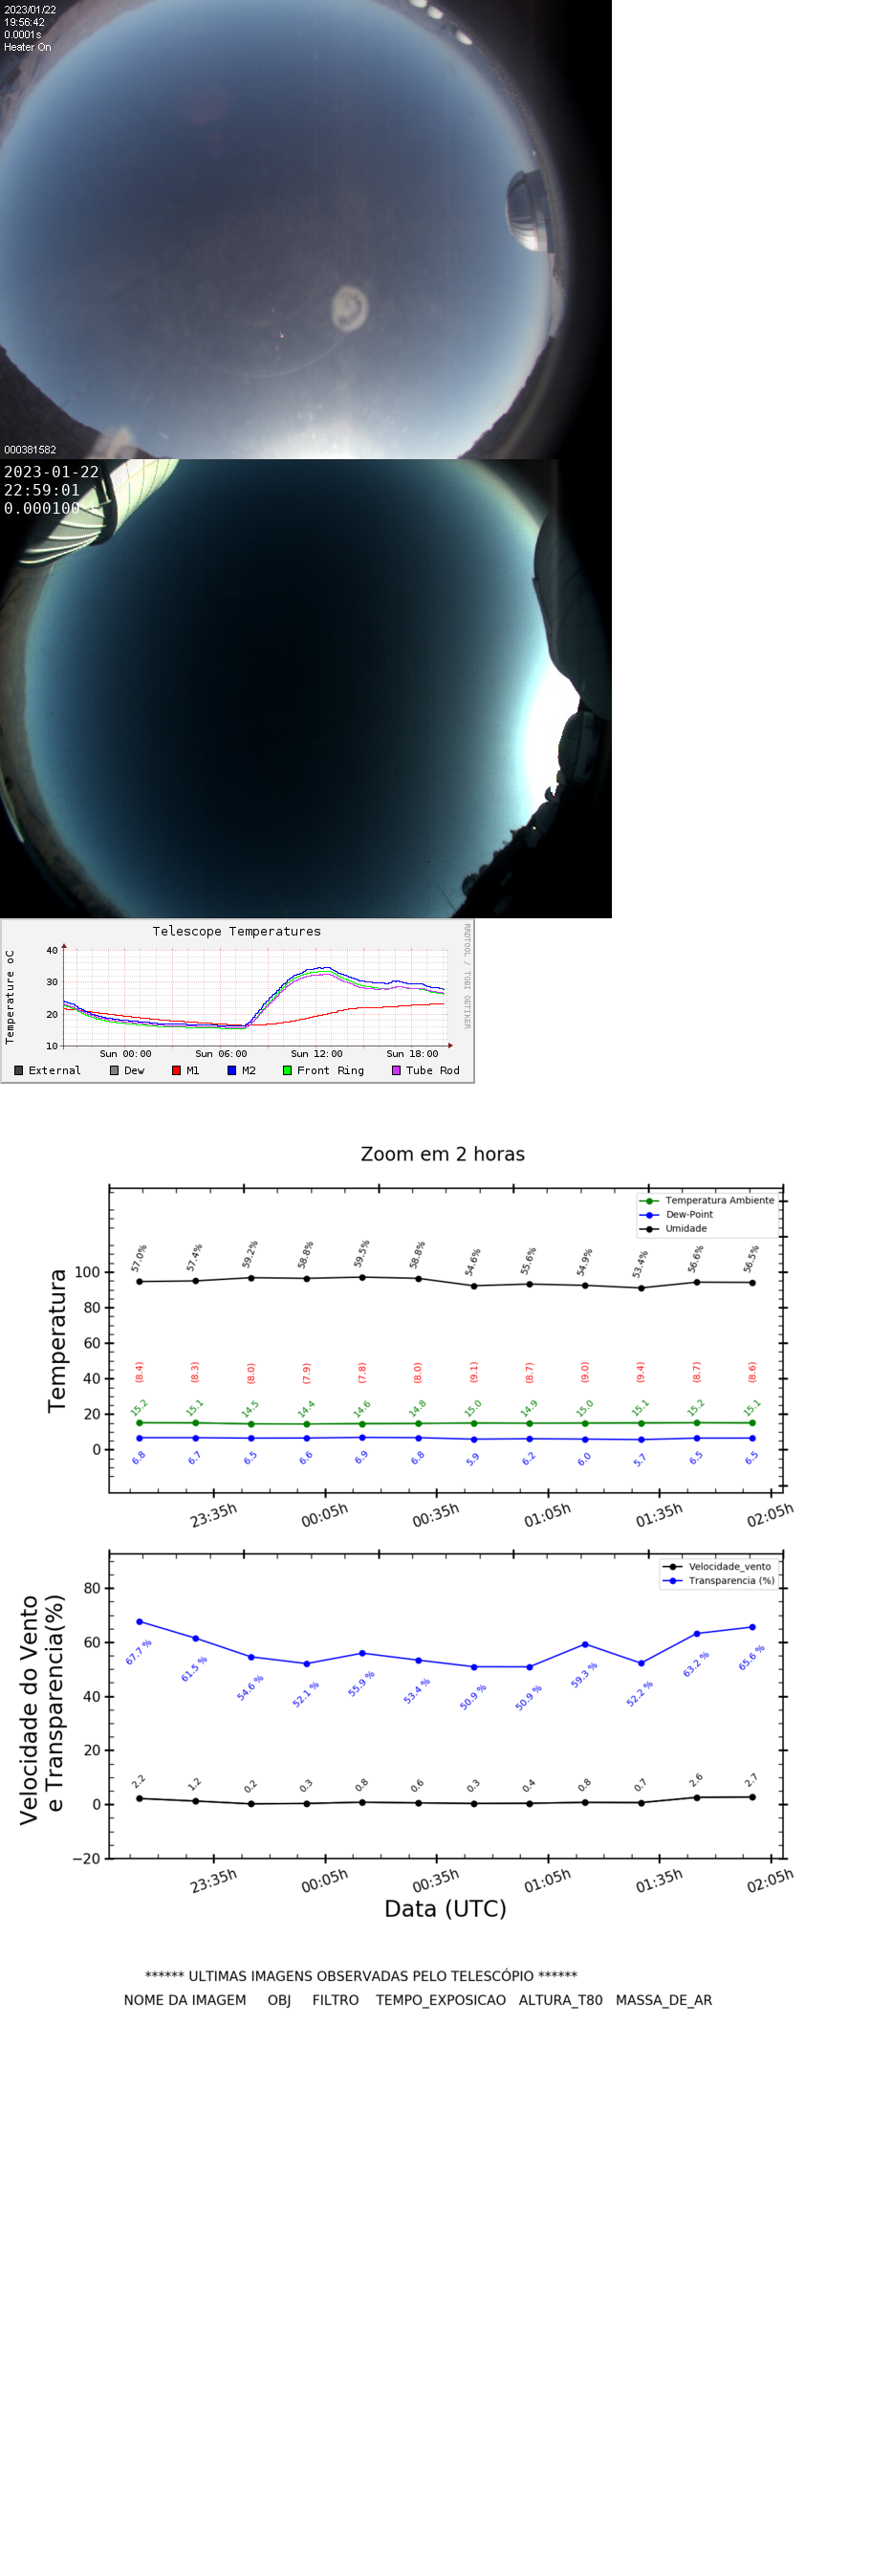 2023/01/22
19:56:42
0.0001s
Heater On
000381582
2023-01-22
22:59:01
0.000100
Telescope Temperatures
RRDTOOL / TOBI OETIKER
Temperature oC
40
30
20
10
Sun 00:00 Sun 06:00 Sun 12:00 Sun 18:00
External Dew M1 M2 Front Ring Tube Rod
Zoom em 2 horas
Temperatura Ambiente
Dew-Point
Umidade
Temperatura
100
80
60
40
20
0
57.0% 57.4% 59.2% 58.8% 59.5% 58.8% 54.6% 55.6% 54.9% 53.4% 56.6% 56.5%
(8.4) (8.3) (8.0) (7.9) (7.8) (8.0) (9.1) (8.7) (9.0) (9.4) (8.7) (8.6)
15.2 15.1 14.5 14.4 14.6 14.8 15.0 14.9 15.0 15.1 15.2 15.1
6.8 6.7 6.5 6.6 6.9 6.8 5.9 6.2 6.0 5.7 6.5 6.5
23:35h 00:05h 00:35h 01:05h 01:35h 02:05h
Velocidade_vento
Transparencia (%)
Velocidade do Vento
e Transparencia(%)
80
60
40
20
0
−20
67.7 % 61.5 % 54.6 % 52.1 % 55.9 % 53.4 % 50.9 % 50.9 % 59.3 % 52.2 % 63.2 % 65.6 %
2.2 1.2 0.2 0.3 0.8 0.6 0.3 0.4 0.8 0.7 2.6 2.7
23:35h 00:05h 00:35h 01:05h 01:35h 02:05h
Data (UTC)
****** ULTIMAS IMAGENS OBSERVADAS PELO TELESCÓPIO ******
NOME DA IMAGEM OBJ FILTRO TEMPO_EXPOSICAO ALTURA_T80 MASSA_DE_AR